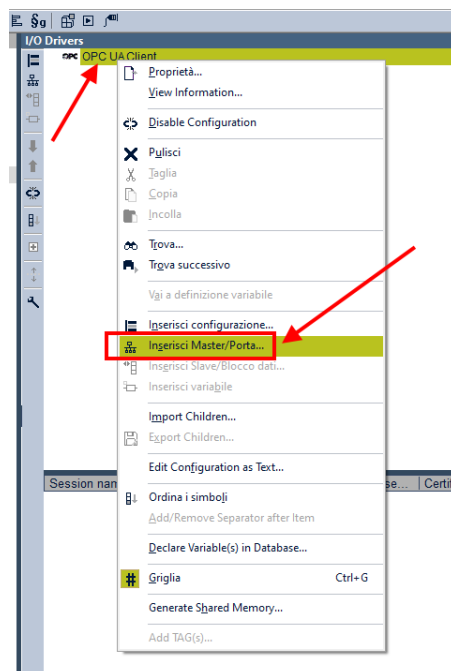 I/O Drivers
OPC OPC UA Client
Proprietà...
View Information...
Disable Configuration
Pulisci
Taglia
Copia
Incolla
Trova...
Trova successivo
Vai a definizione variabile
Inserisci configurazione...
Inserisci Master/Porta...
Inserisci Slave/Blocco dati...
Inserisci variabile
Import Children...
Export Children...
Edit Configuration as Text...
Session nam se... Certif
Ordina i simboli
Add/Remove Separator after Item
Declare Variable(s) in Database...
# Griglia Ctrl+G
Generate Shared Memory...
Add TAG(s)...